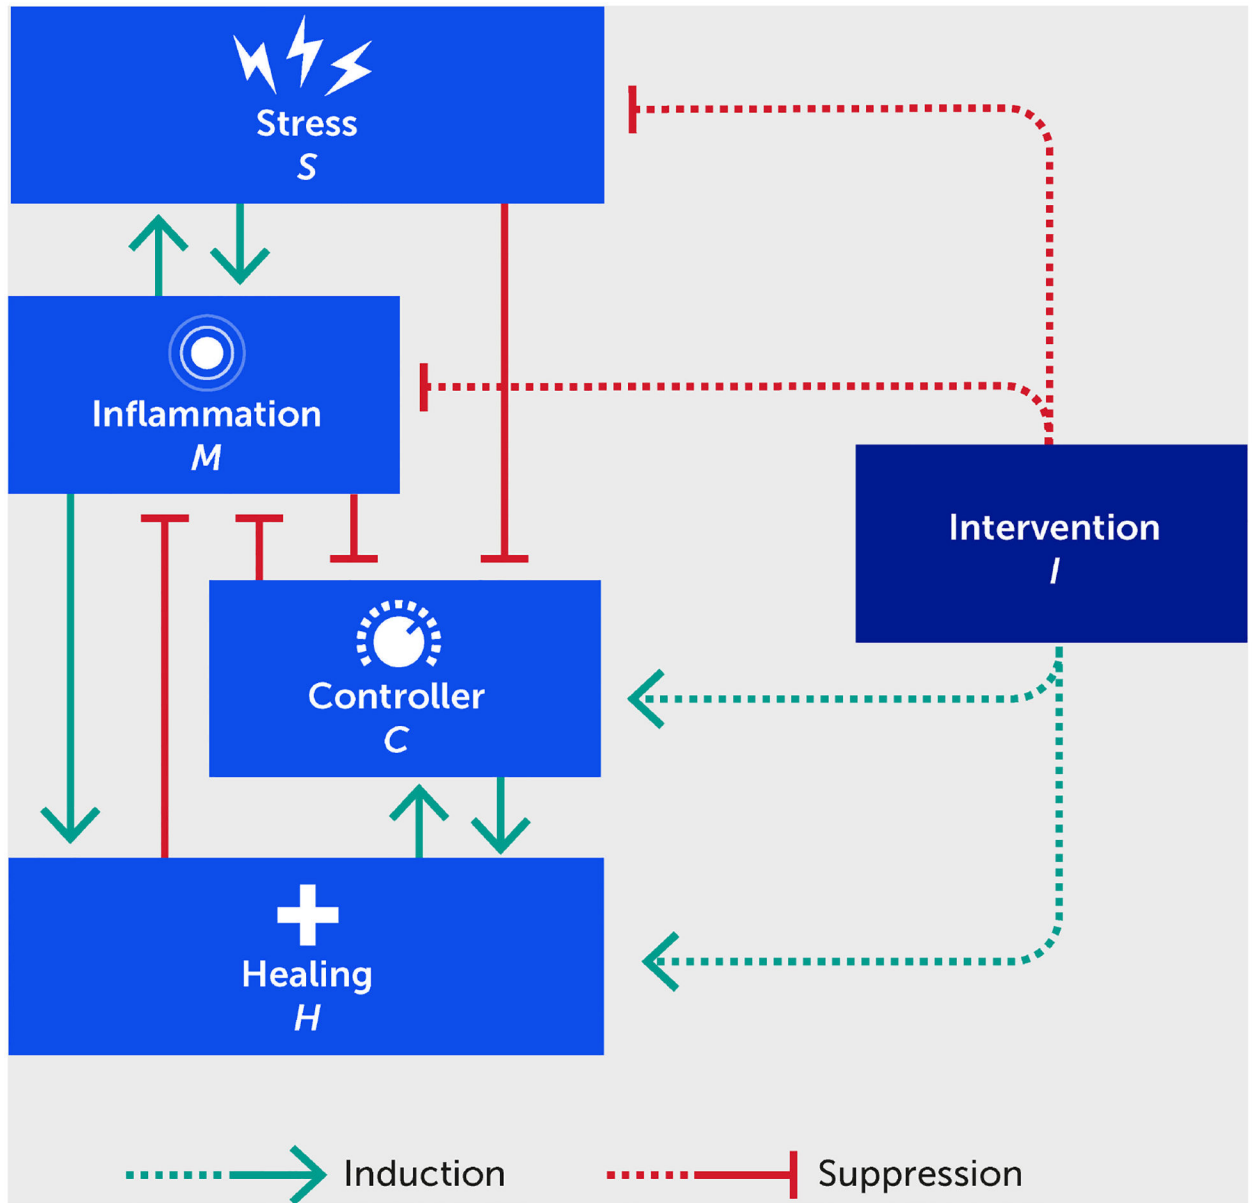 Stress
S
Inflammation
M
Intervention
I
Controller
C
Healing
H
Induction
Suppression